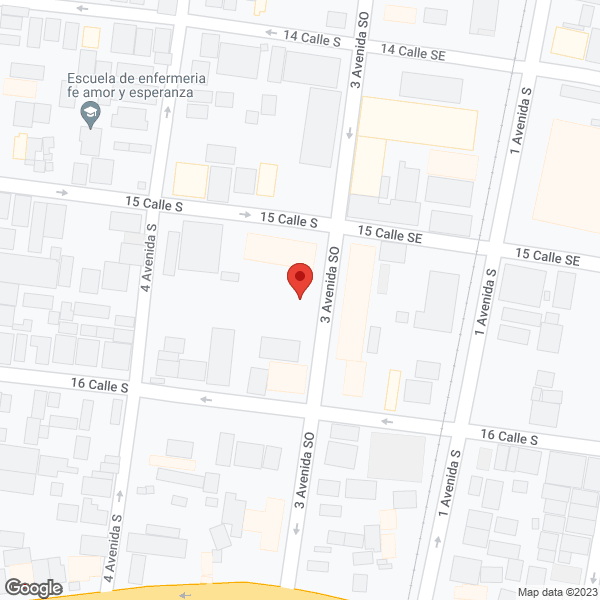 14 Calle S
14 Calle SE
3 Avenida SO
Escuela de enfermeria
fe amor y esperanza
1 Avenida S
15 Calle S
15 Calle S
15 Calle SE
15 Calle SE
4 Avenida S
3 Avenida SO
1 Avenida S
16 Calle S
16 Calle S
3 Avenida SO
1 Avenida S
4 Avenida S
Google
Map data ©2023